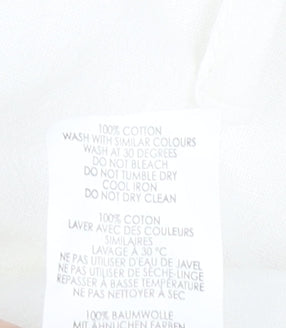 100% COTTON
WASH WITH SIMILAR COLOURS
WASH AT 30 DEGREES
DO NOT BLEACH
DO NOT TUMBLE DRY
COOL IRON
DO NOT DRY CLEAN
100% COTON
LAVER AVEC DES COULEURS
SIMILAIRES
LAVAGE À 30 °C
NE PAS UTILISER D'EAU DE JAVEL
NE PAS UTILISER DE SÈCHE-LINGE
REPASSER À BASSE TEMPÉRATURE
NE PAS NETTOYER À SEC
100% BAUMWOLLE
MIT ÄHNLICHEN FARBEN